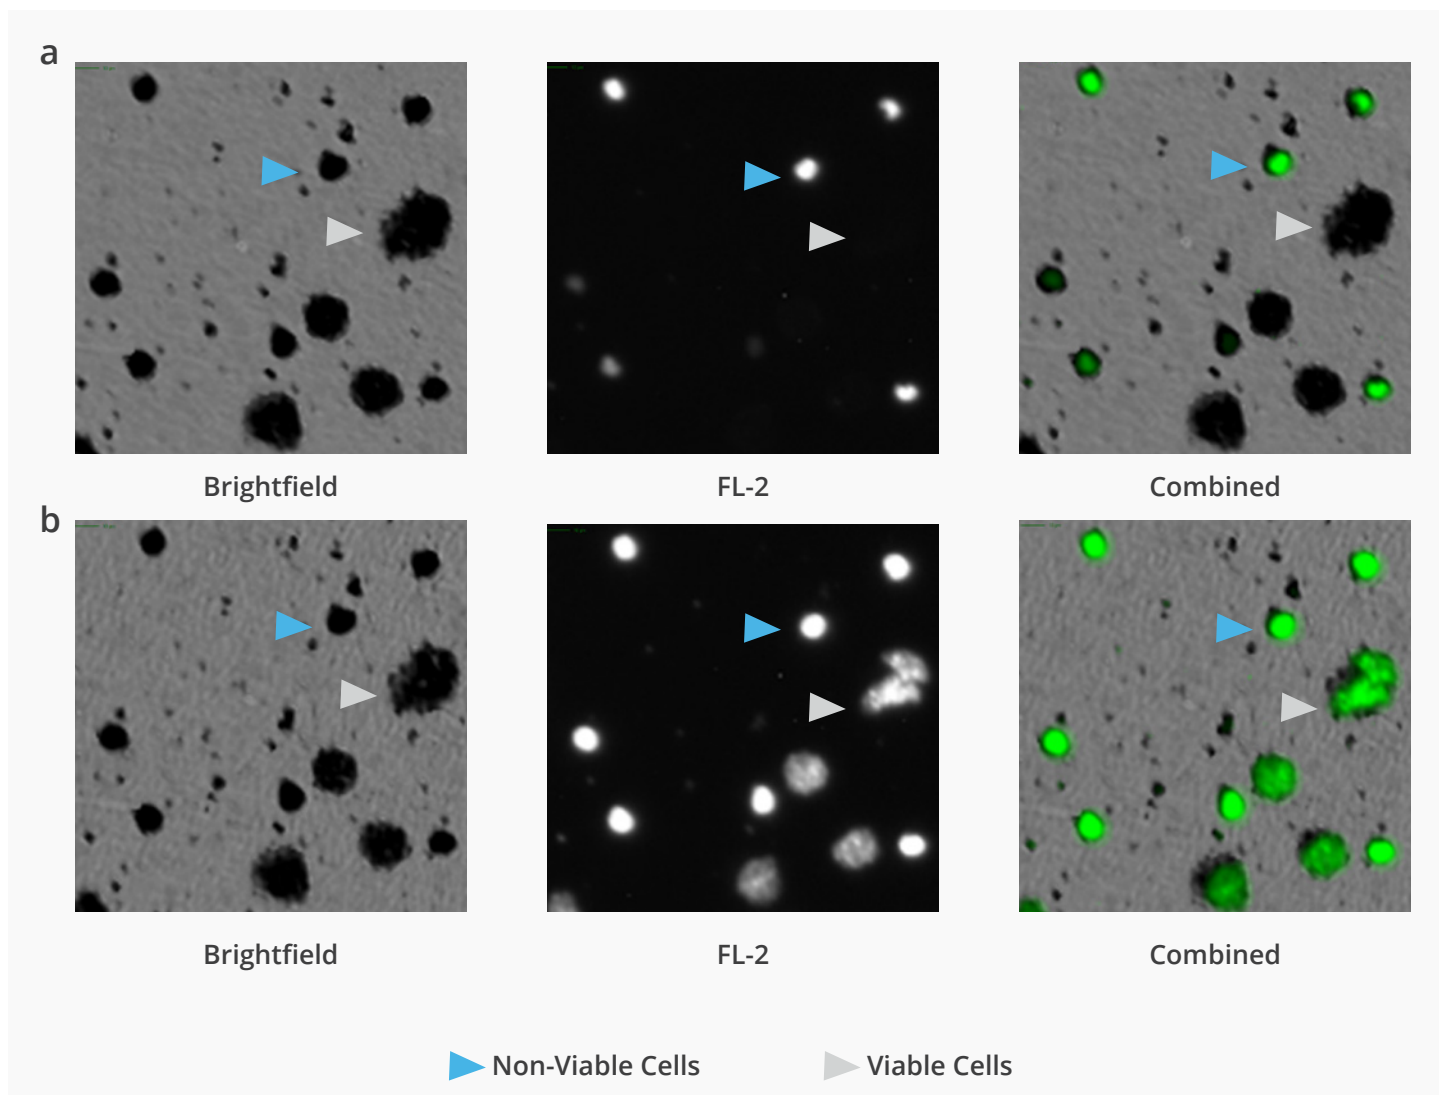 a
Brightfield
FL-2
Combined
b
Brightfield
FL-2
Combined
Non-Viable Cells
Viable Cells